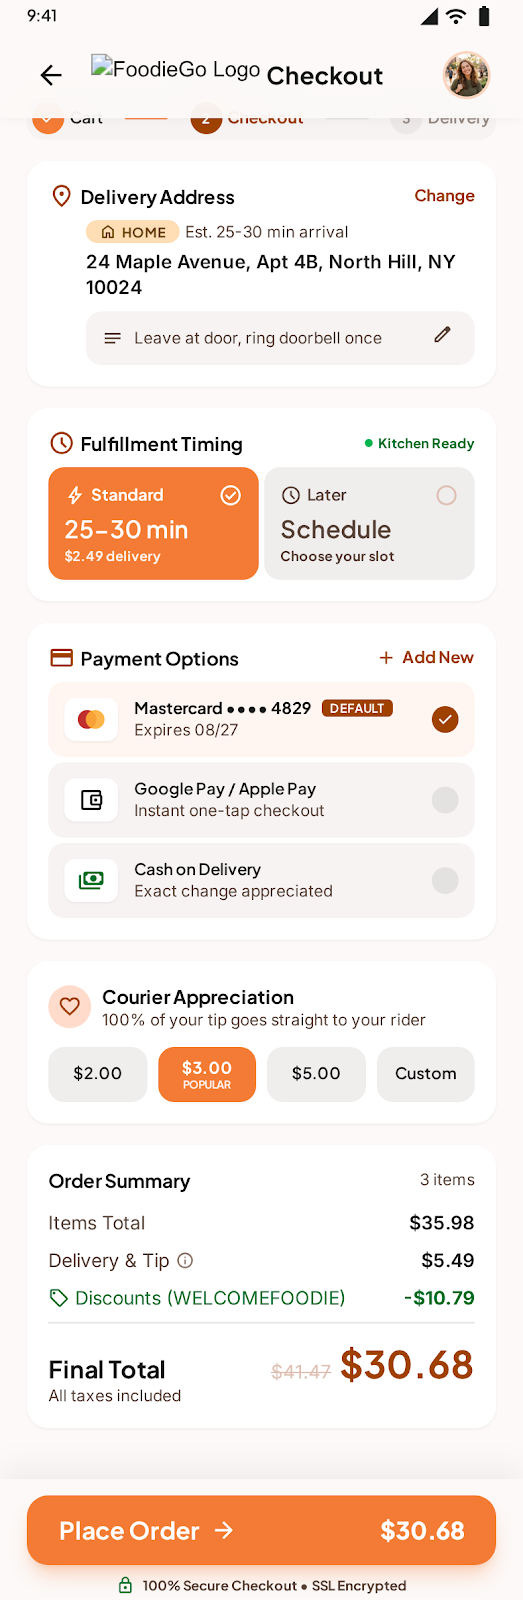 9:41
FoodieGo Logo Checkout
Cart 2 Checkout 3 Delivery
Delivery Address Change
HOME Est. 25-30 min arrival
24 Maple Avenue, Apt 4B, North Hill, NY
10024
Leave at door, ring doorbell once
Fulfillment Timing Kitchen Ready
Standard
25–30 min
$2.49 delivery
Later
Schedule
Choose your slot
Payment Options + Add New
Mastercard •••• 4829 DEFAULT
Expires 08/27
Google Pay / Apple Pay
Instant one-tap checkout
Cash on Delivery
Exact change appreciated
Courier Appreciation
100% of your tip goes straight to your rider
$2.00
$3.00
POPULAR
$5.00
Custom
Order Summary 3 items
Items Total $35.98
Delivery & Tip $5.49
Discounts (WELCOMEFOODIE) -$10.79
Final Total $41.47 $30.68
All taxes included
Place Order → $30.68
100% Secure Checkout • SSL Encrypted